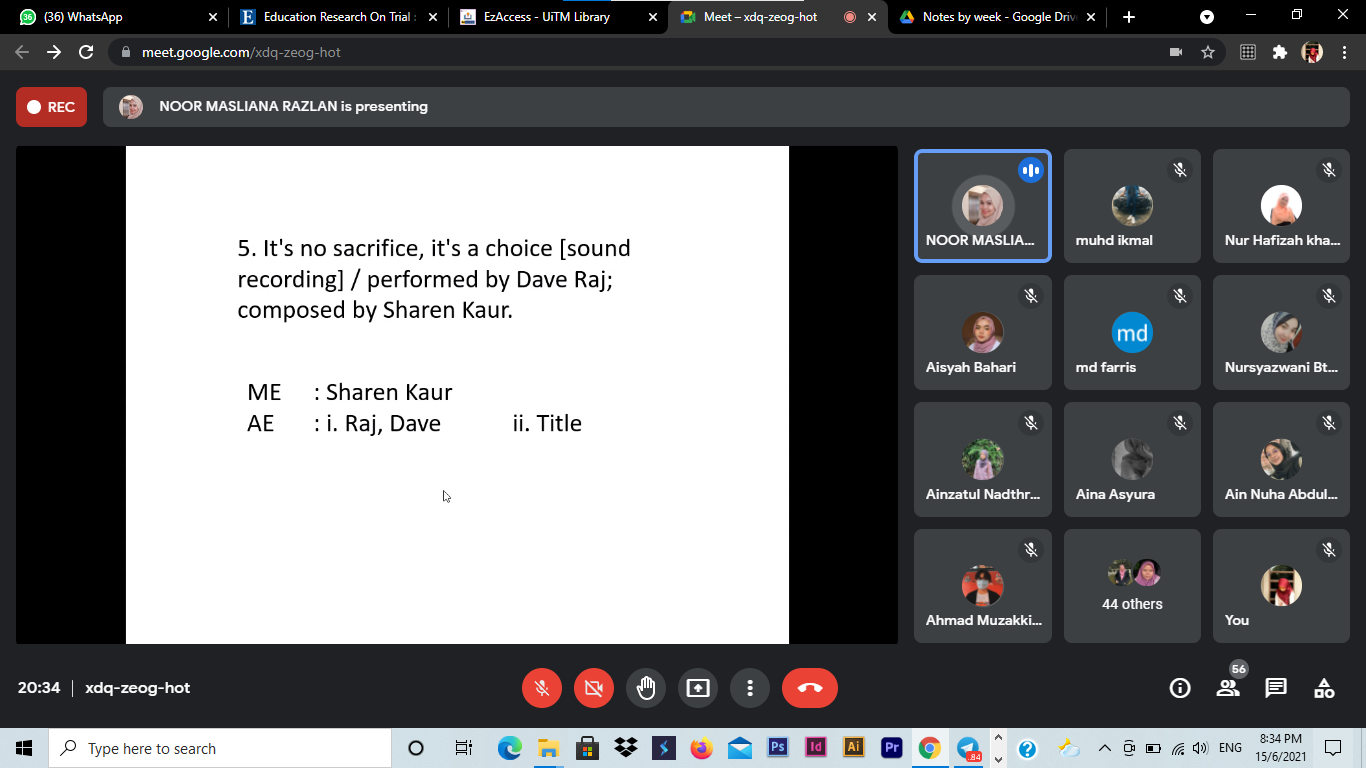 (36) WhatsApp
Education Research On Trial :
EzAccess - UiTM Library
Meet – xdq-zeog-hot
Notes by week - Google Driv
meet.google.com/xdq-zeog-hot
REC
NOOR MASLIANA RAZLAN is presenting
5. It's no sacrifice, it's a choice [sound
recording] / performed by Dave Raj;
composed by Sharen Kaur.
ME : Sharen Kaur
AE : i. Raj, Dave ii. Title
NOOR MASLIA...
muhd ikmal
Nur Hafizah kha...
Aisyah Bahari
md
md farris
Nursyazwani Bt...
Ainzatul Nadthr...
Aina Asyura
Ain Nuha Abdul...
Ahmad Muzakki...
44 others
You
20:34 | xdq-zeog-hot
56
Type here to search
Ps
Id
Ai
Pr
84
ENG
8:34 PM
15/6/2021